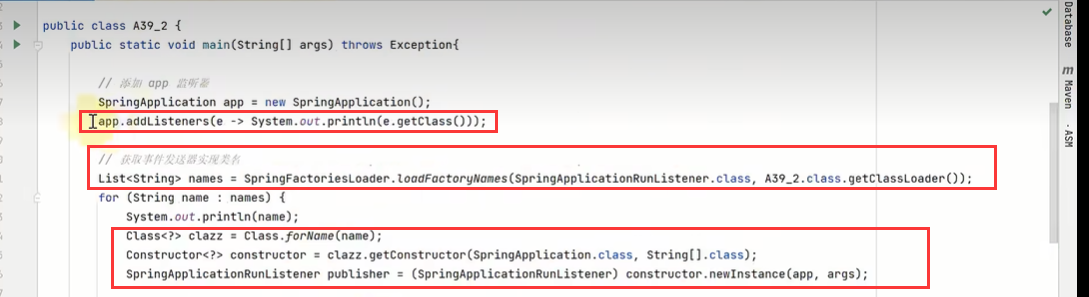 public class A39_2 {
public static void main(String[] args) throws Exception{
// 添加 app 监听器
SpringApplication app = new SpringApplication();
app.addListeners(e -> System.out.println(e.getClass()));
// 获取事件发送器实现类名
List<String> names = SpringFactoriesLoader.loadFactoryNames(SpringApplicationRunListener.class, A39_2.class.getClassLoader());
for (String name : names) {
System.out.println(name);
Class<?> clazz = Class.forName(name);
Constructor<?> constructor = clazz.getConstructor(SpringApplication.class, String[].class);
SpringApplicationRunListener publisher = (SpringApplicationRunListener) constructor.newInstance(app, args);
Database
m Maven
ASM